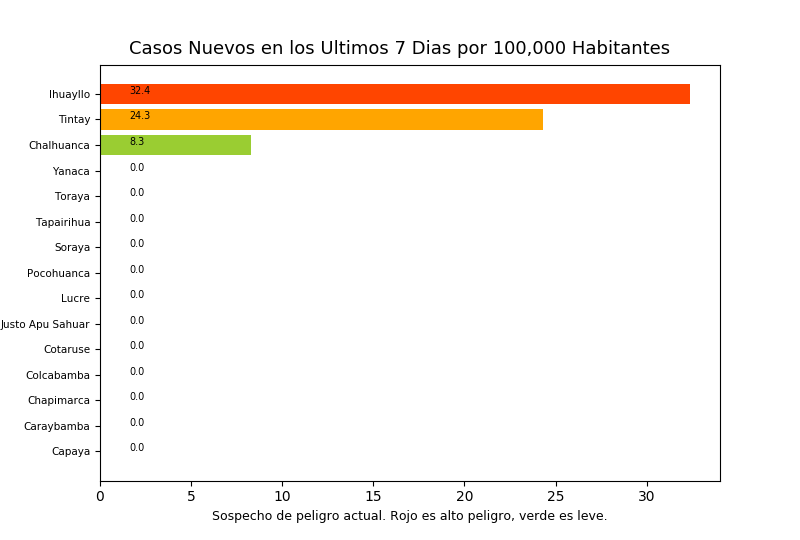 Casos Nuevos en los Ultimos 7 Dias por 100,000 Habitantes
Ihuayllo 32.4
Tintay 24.3
Chalhuanca 8.3
Yanaca 0.0
Toraya 0.0
Tapairihua 0.0
Soraya 0.0
Pocohuanca 0.0
Lucre 0.0
Justo Apu Sahuar 0.0
Cotaruse 0.0
Colcabamba 0.0
Chapimarca 0.0
Caraybamba 0.0
Capaya 0.0
0 5 10 15 20 25 30
Sospecho de peligro actual. Rojo es alto peligro, verde es leve.